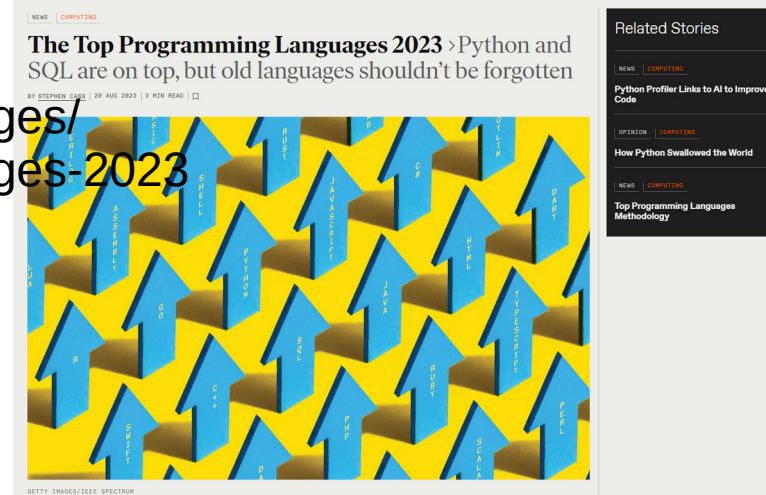 NEWS | COMPUTING
The Top Programming Languages 2023 > Python and
SQL are on top, but old languages shouldn't be forgotten
BY STEPHEN CASS | 29 AUG 2023 | 3 MIN READ |
ges/
ges-2023
BASIC
RUST
KOTLIN
SHELL
JAVASCRIPT
C#
DART
ASSEMBLY
PYTHON
HTML
LUA
GO
JAVA
TYPESCRIPT
R
SQL
RUBY
C++
PERL
SWIFT
PHP
SCALA
GETTY IMAGES/IEEE SPECTRUM
Related Stories
NEWS | COMPUTING
Python Profiler Links to AI to Improve
Code
OPINION | COMPUTING
How Python Swallowed the World
NEWS | COMPUTING
Top Programming Languages
Methodology